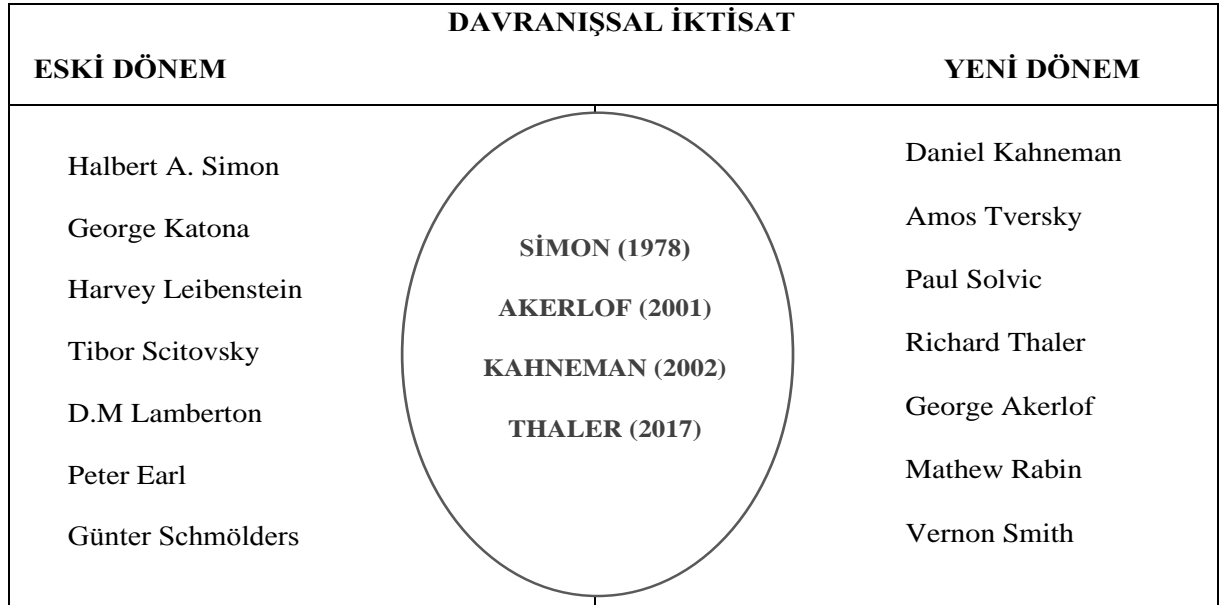 DAVRANIŞSAL İKTİSAT
ESKİ DÖNEM
YENİ DÖNEM
Halbert A. Simon
George Katona
Harvey Leibenstein
Tibor Scitovsky
D.M Lamberton
Peter Earl
Günter Schmölders
SİMON (1978)
AKERLOF (2001)
KAHNEMAN (2002)
THALER (2017)
Daniel Kahneman
Amos Tversky
Paul Solvic
Richard Thaler
George Akerlof
Mathew Rabin
Vernon Smith